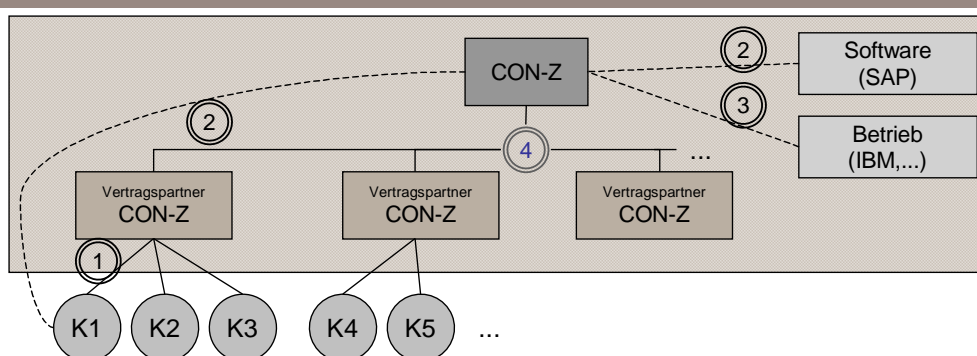 CON-Z
2
Software
(SAP)
3
Betrieb
(IBM,...)
2
4
...
Vertragspartner
CON-Z
Vertragspartner
CON-Z
Vertragspartner
CON-Z
1
K1
K2
K3
K4
K5
...